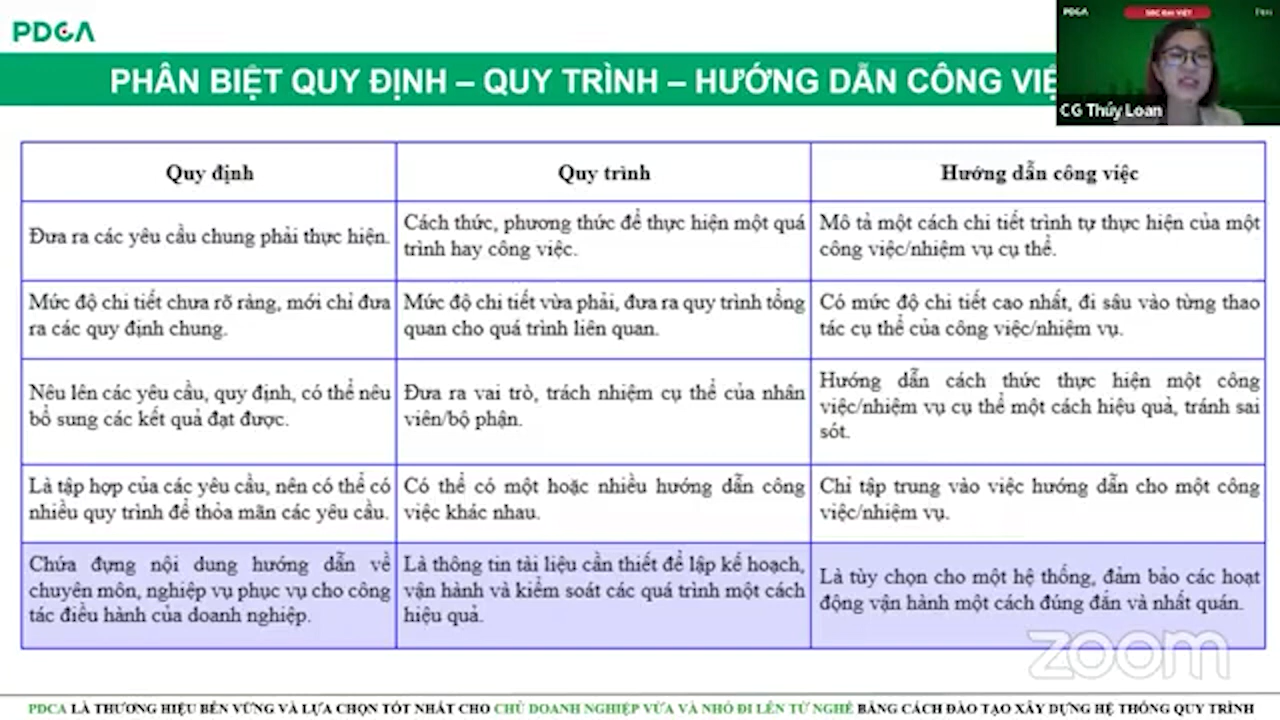 PDCA
PHÂN BIỆT QUY ĐỊNH – QUY TRÌNH – HƯỚNG DẪN CÔNG VIỆ
PDCA
CG Thúy Loan
Quy định
Quy trình
Hướng dẫn công việc
Đưa ra các yêu cầu chung phải thực hiện.
Cách thức, phương thức để thực hiện một quá
trình hay công việc.
Mô tả một cách chi tiết trình tự thực hiện của một
công việc/nhiệm vụ cụ thể.
Mức độ chi tiết chưa rõ ràng, mới chỉ đưa
ra các quy định chung.
Mức độ chi tiết vừa phải, đưa ra quy trình tổng
quan cho quá trình liên quan.
Có mức độ chi tiết cao nhất, đi sâu vào từng thao
tác cụ thể của công việc/nhiệm vụ.
Nêu lên các yêu cầu, quy định, có thể nêu
bổ sung các kết quả đạt được.
Đưa ra vai trò, trách nhiệm cụ thể của nhân
viên/bộ phận.
Hướng dẫn cách thức thực hiện một công
việc/nhiệm vụ cụ thể một cách hiệu quả, tránh sai
sót.
Là tập hợp của các yêu cầu, nên có thể có
nhiều quy trình để thỏa mãn các yêu cầu.
Có thể có một hoặc nhiều hướng dẫn công
việc khác nhau.
Chỉ tập trung vào việc hướng dẫn cho một công
việc/nhiệm vụ.
Chứa đựng nội dung hướng dẫn về
chuyên môn, nghiệp vụ phục vụ cho công
tác điều hành của doanh nghiệp.
Là thông tin tài liệu cần thiết để lập kế hoạch,
vận hành và kiểm soát các quá trình một cách
hiệu quả.
Là tùy chọn cho một hệ thống, đảm bảo các hoạt
động vận hành một cách đúng đắn và nhất quán.
zoom
PDCA LÀ THƯƠNG HIỆU BỀN VỮNG VÀ LỰA CHỌN TỐT NHẤT CHO CHỦ DOANH NGHIỆP VỪA VÀ NHỎ ĐI LÊN TỪ NGHỀ BẰNG CÁCH ĐÀO TẠO XÂY DỰNG HỆ THỐNG QUY TRÌNH